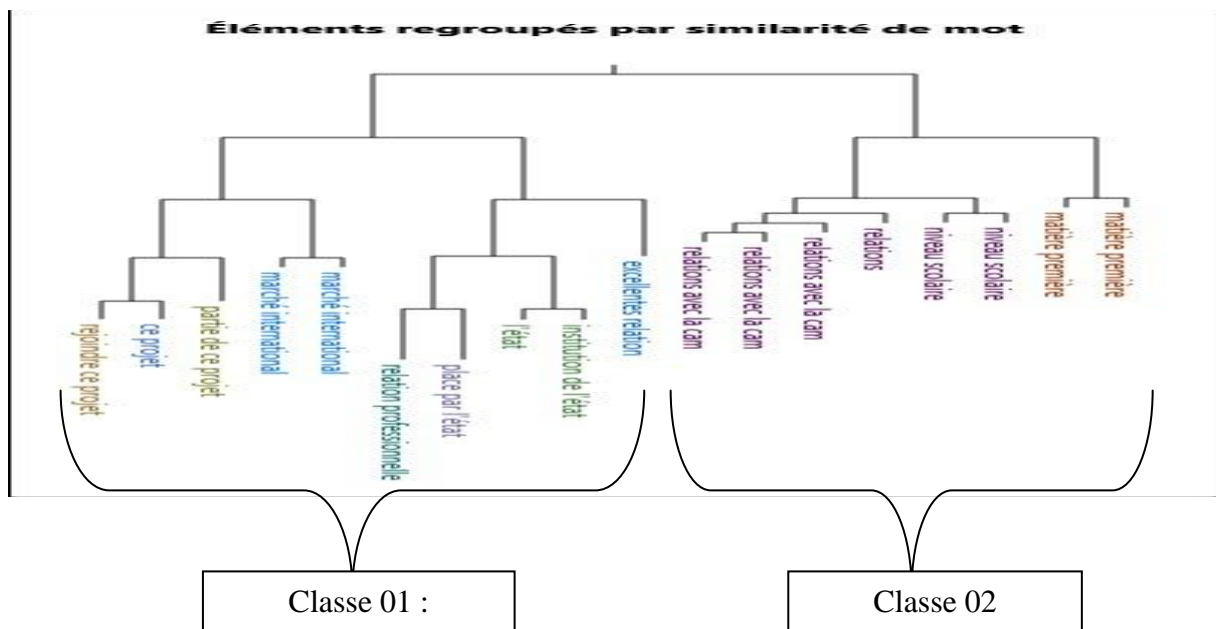 Éléments regroupés par similarité de mot
rejoindre ce projet
ce projet
partie de ce projet
marché international
marché international
relation professionnelle
place par l'état
l'état
institution de l'état
excellentes relation
relations avec la cam
relations avec la cam
relations avec la cam
relations
niveau scolaire
niveau scolaire
matière première
matière première
Classe 01 :
Classe 02